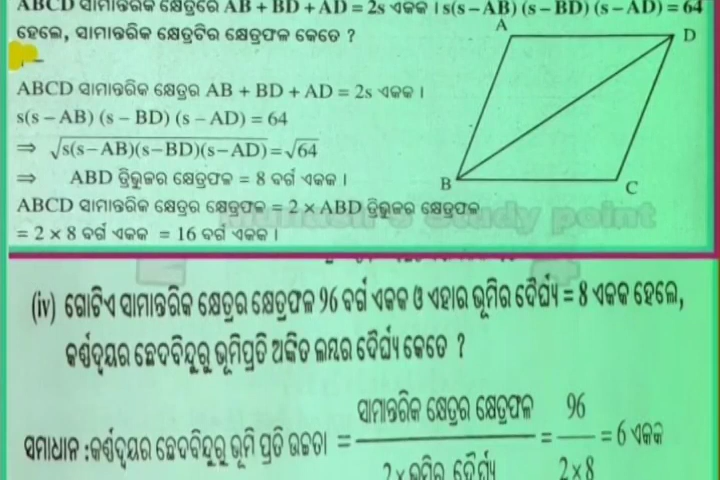 ABCD ସାମାନ୍ତରିକ କ୍ଷେତ୍ରରେ AB + BD + AD = 2s ଏକକ । s(s – AB) (s – BD) (s – AD) = 64
ହେଲେ, ସାମାନ୍ତରିକ କ୍ଷେତ୍ରଟିର କ୍ଷେତ୍ରଫଳ କେତେ ?
A
D
ABCD ସାମାନ୍ତରିକ କ୍ଷେତ୍ରର AB + BD + AD = 2s ଏକକ ।
s(s – AB) (s – BD) (s – AD) = 64
⇒ √s(s–AB)(s–BD)(s–AD) = √64
⇒ ABD ତ୍ରିଭୁଜର କ୍ଷେତ୍ରଫଳ = 8 ବର୍ଗ ଏକକ ।
B
C
ABCD ସାମାନ୍ତରିକ କ୍ଷେତ୍ରର କ୍ଷେତ୍ରଫଳ = 2 × ABD ତ୍ରିଭୁଜର କ୍ଷେତ୍ରଫଳ
= 2 × 8 ବର୍ଗ ଏକକ = 16 ବର୍ଗ ଏକକ ।
study point
(iv) ଗୋଟିଏ ସାମାନ୍ତରିକ କ୍ଷେତ୍ରର କ୍ଷେତ୍ରଫଳ 96 ବର୍ଗ ଏକକ ଓ ଏହାର ଭୂମିର ଦୈର୍ଘ୍ୟ = 8 ଏକକ ହେଲେ,
କର୍ଣ୍ଣଦ୍ୱୟର ଛେଦବିନ୍ଦୁରୁ ଭୂମିପ୍ରତି ଅଙ୍କିତ ଲମ୍ବର ଦୈର୍ଘ୍ୟ କେତେ ?
ସମାଧାନ : କର୍ଣ୍ଣଦ୍ୱୟର ଛେଦବିନ୍ଦୁରୁ ଭୂମି ପ୍ରତି ଉଚ୍ଚତା = ସାମାନ୍ତରିକ କ୍ଷେତ୍ରର କ୍ଷେତ୍ରଫଳ / 2 × ଭୂମିର ଦୈର୍ଘ୍ୟ = 96 / 2×8 = 6 ଏକକ